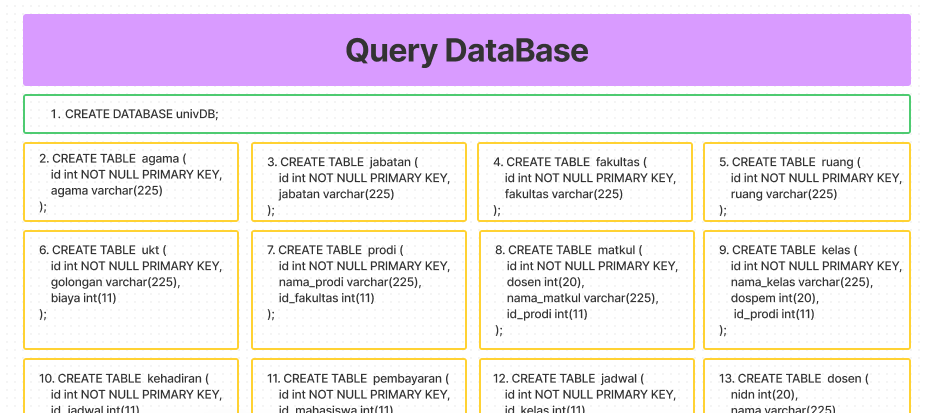 Query DataBase
1. CREATE DATABASE univDB;
2. CREATE TABLE agama (
id int NOT NULL PRIMARY KEY,
agama varchar(225)
);
3. CREATE TABLE jabatan (
id int NOT NULL PRIMARY KEY,
jabatan varchar(225)
);
4. CREATE TABLE fakultas (
id int NOT NULL PRIMARY KEY,
fakultas varchar(225)
);
5. CREATE TABLE ruang (
id int NOT NULL PRIMARY KEY,
ruang varchar(225)
);
6. CREATE TABLE ukt (
id int NOT NULL PRIMARY KEY,
golongan varchar(225),
biaya int(11)
);
7. CREATE TABLE prodi (
id int NOT NULL PRIMARY KEY,
nama_prodi varchar(225),
id_fakultas int(11)
);
8. CREATE TABLE matkul (
id int NOT NULL PRIMARY KEY,
dosen int(20),
nama_matkul varchar(225),
id_prodi int(11)
);
9. CREATE TABLE kelas (
id int NOT NULL PRIMARY KEY,
nama_kelas varchar(225),
dospem int(20),
id_prodi int(11)
);
10. CREATE TABLE kehadiran (
id int NOT NULL PRIMARY KEY,
id_jadwal int(11)
11. CREATE TABLE pembayaran (
id int NOT NULL PRIMARY KEY,
id_mahasiswa int(11)
12. CREATE TABLE jadwal (
id int NOT NULL PRIMARY KEY,
id_kelas int(11)
13. CREATE TABLE dosen (
nidn int(20),
nama varchar(225)